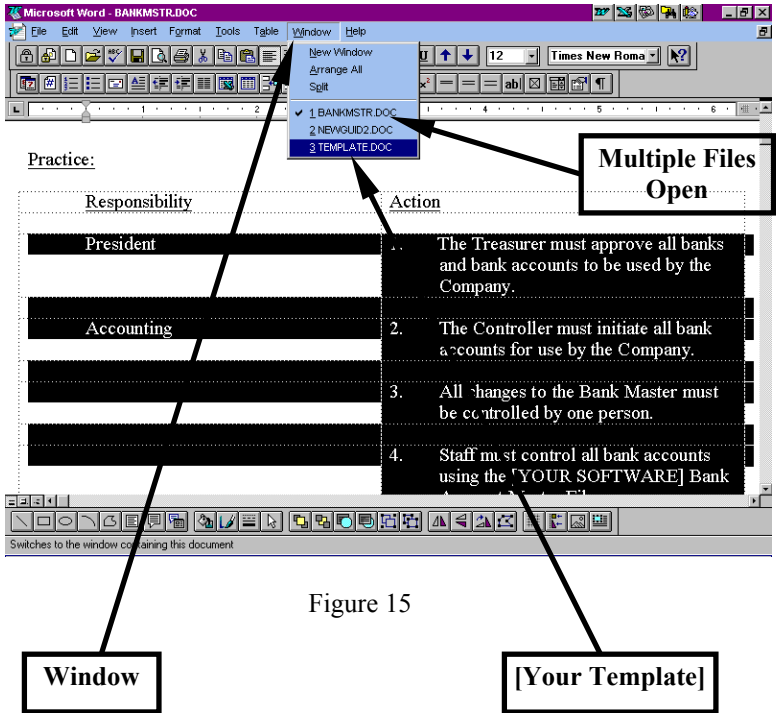 Microsoft Word - BANKMSTR.DOC
File Edit View Insert Format Tools Table Window Help
New Window
Arrange All
Split
✓ 1 BANKMSTR.DOC
2 NEWGUID2.DOC
3 TEMPLATE.DOC
12 Times New Roma
Multiple Files
Open
Practice:
Responsibility Action
President 1. The Treasurer must approve all banks
and bank accounts to be used by the
Company.
Accounting 2. The Controller must initiate all bank
accounts for use by the Company.
3. All changes to the Bank Master must
be controlled by one person.
4. Staff must control all bank accounts
using the [YOUR SOFTWARE] Bank
Switches to the window containing this document
Figure 15
Window [Your Template]